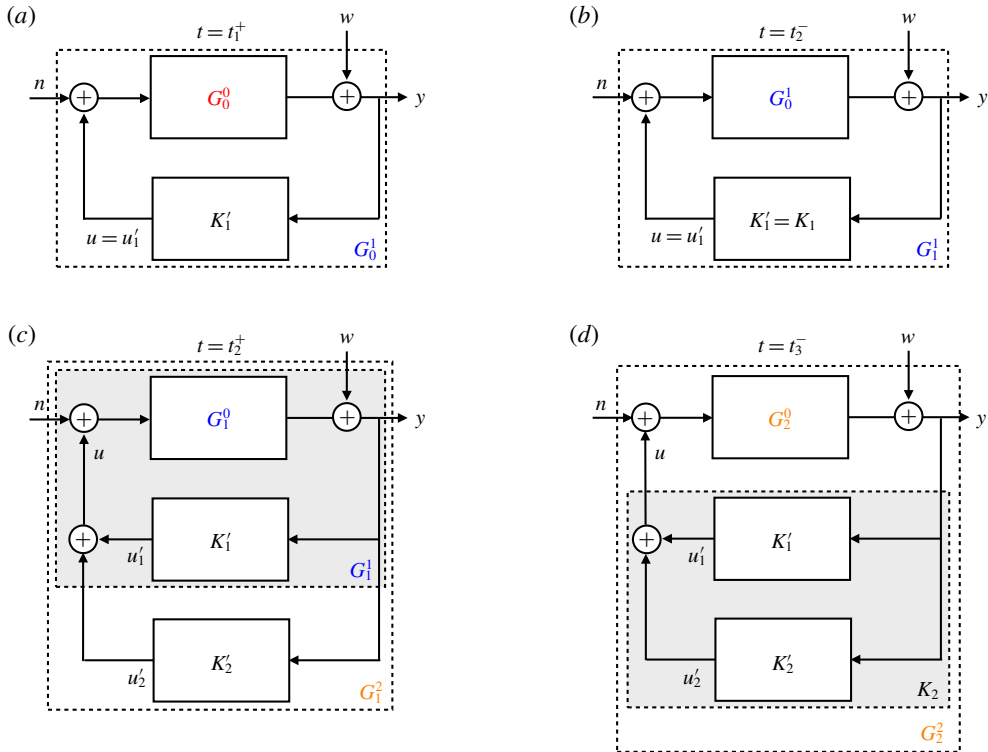 (a)
t = t₁⁺
w
n
+
G₀⁰
+
y
K₁′
u = u₁′
G₀¹
(b)
t = t₂⁻
w
n
+
G₀¹
+
y
K₁′ = K₁
u = u₁′
G₁¹
(c)
t = t₂⁺
w
n
+
G₁⁰
+
y
u
+
K₁′
u₁′
G₁¹
K₂′
u₂′
G₁²
(d)
t = t₃⁻
w
n
+
G₂⁰
+
y
u
+
K₁′
u₁′
K₂′
u₂′
K₂
G₂²